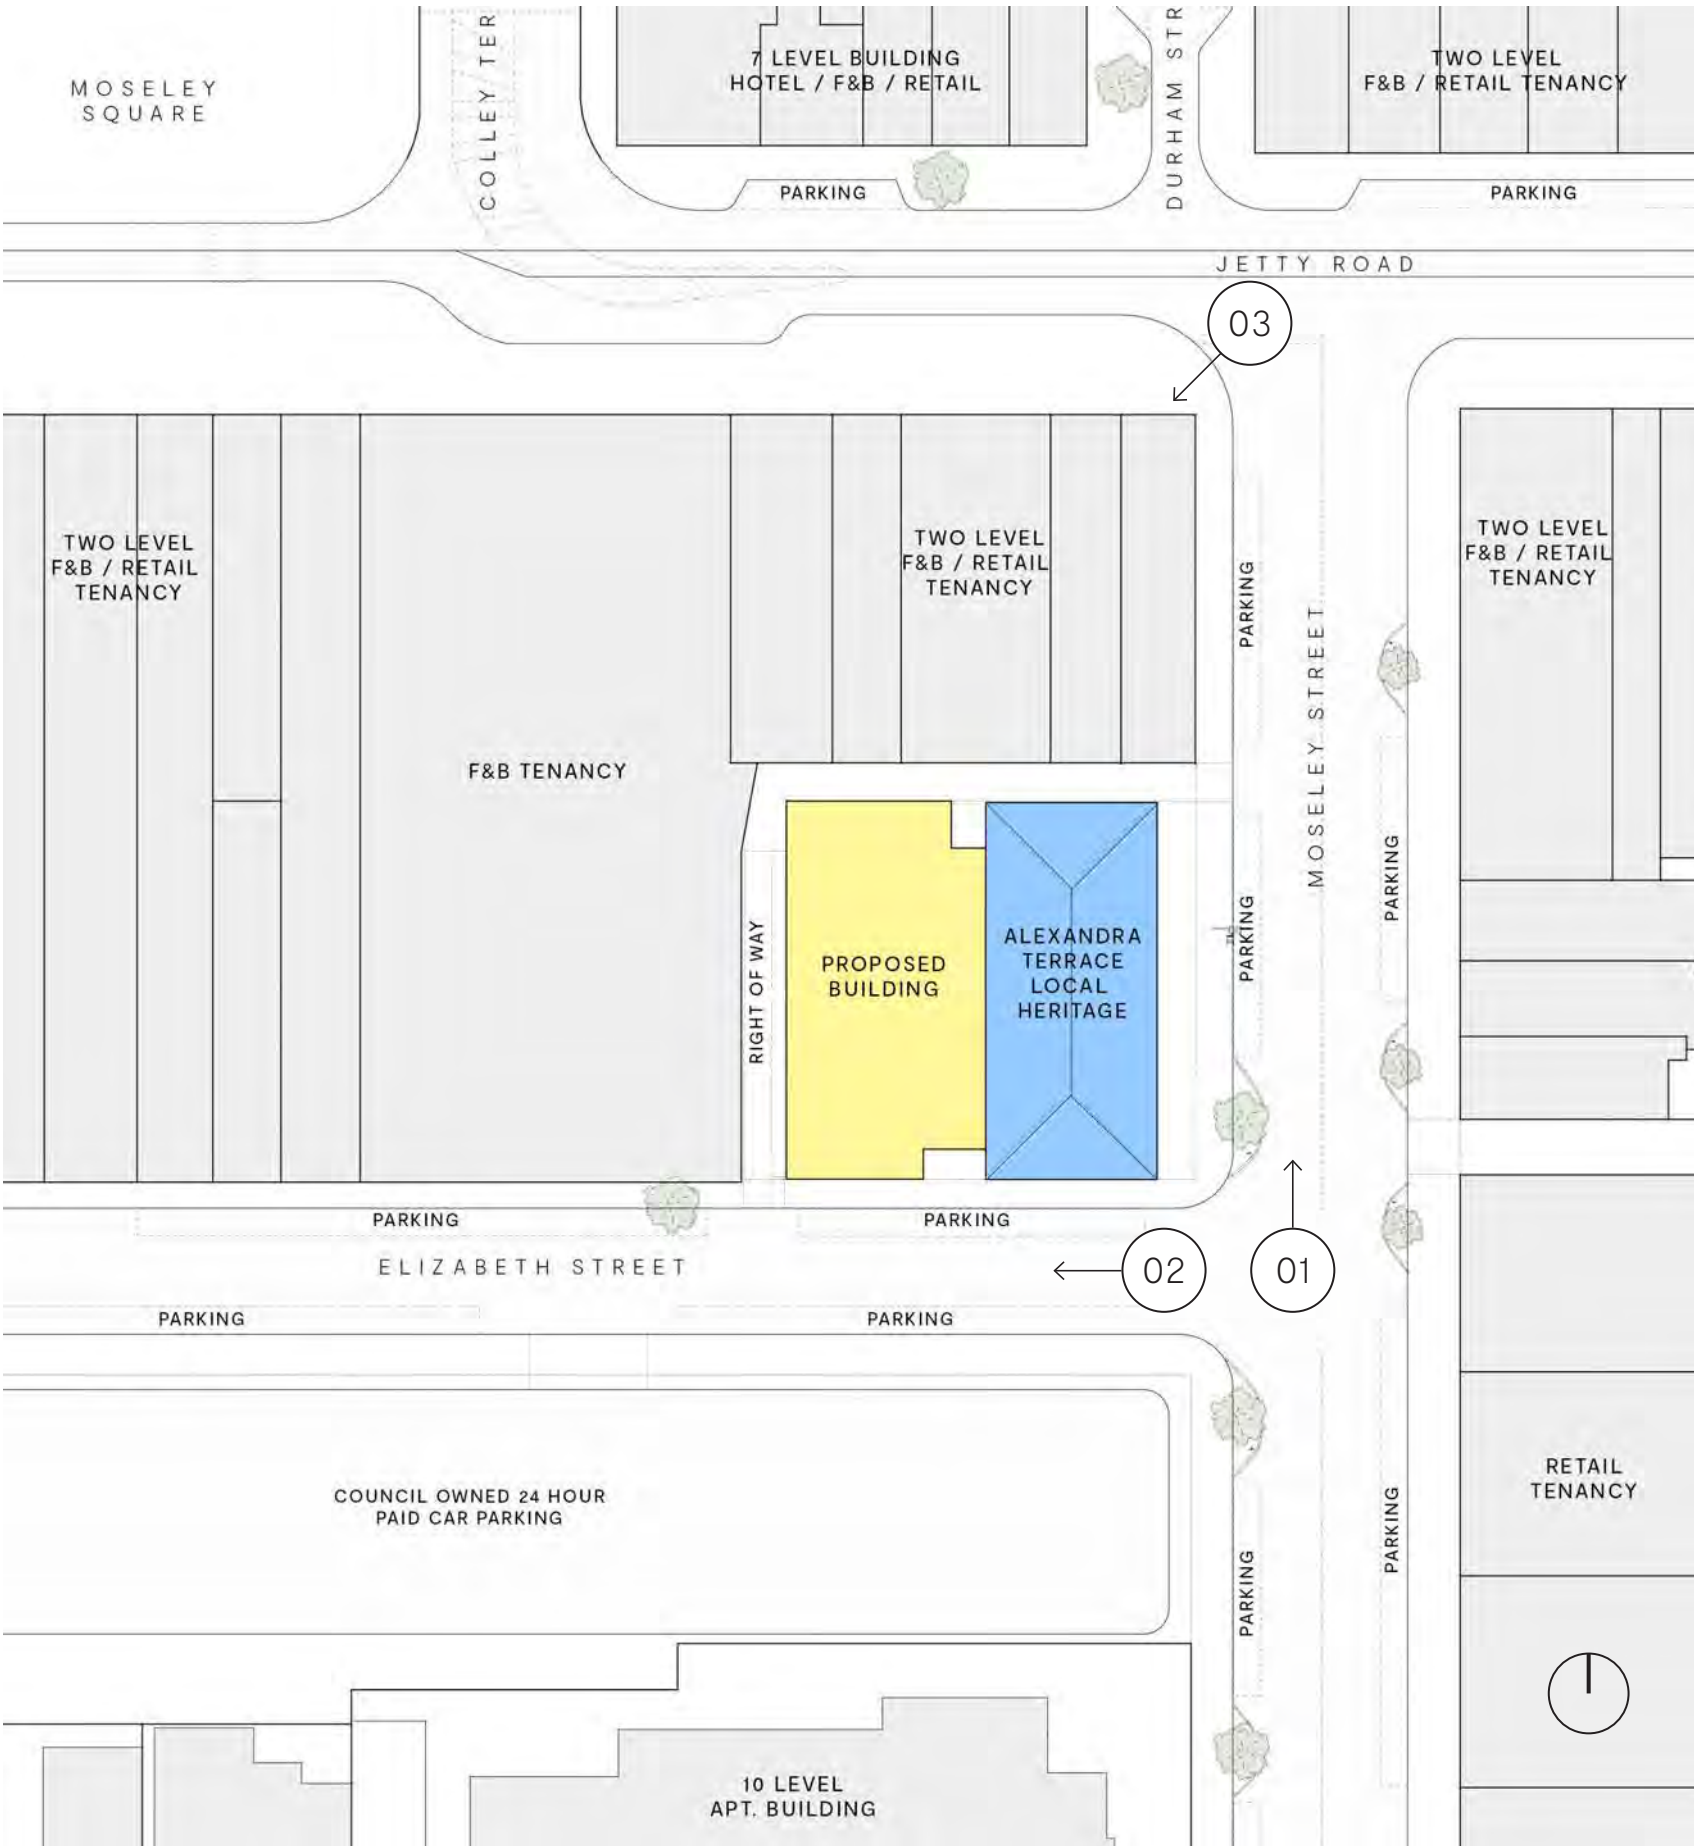 MOSELEY
SQUARE
COLLEY TER
7 LEVEL BUILDING
HOTEL / F&B / RETAIL
DURHAM STR
TWO LEVEL
F&B / RETAIL TENANCY
PARKING
PARKING
JETTY ROAD
03
TWO LEVEL
F&B / RETAIL
TENANCY
TWO LEVEL
F&B / RETAIL
TENANCY
PARKING
MOSELEY STREET
TWO LEVEL
F&B / RETAIL
TENANCY
F&B TENANCY
RIGHT OF WAY
PROPOSED
BUILDING
ALEXANDRA
TERRACE
LOCAL
HERITAGE
PARKING
PARKING
PARKING
PARKING
ELIZABETH STREET
02
01
PARKING
PARKING
COUNCIL OWNED 24 HOUR
PAID CAR PARKING
PARKING
PARKING
RETAIL
TENANCY
10 LEVEL
APT. BUILDING